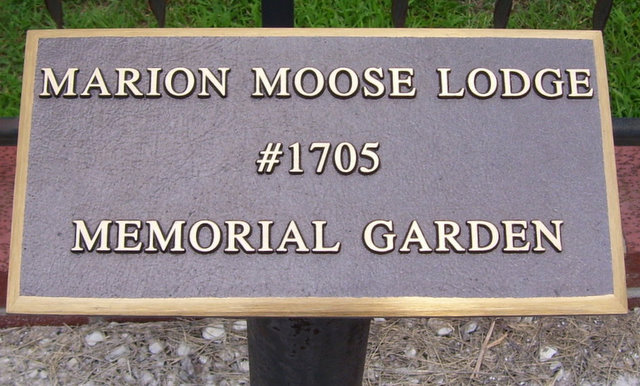 MARION MOOSE LODGE
#1705
MEMORIAL GARDEN